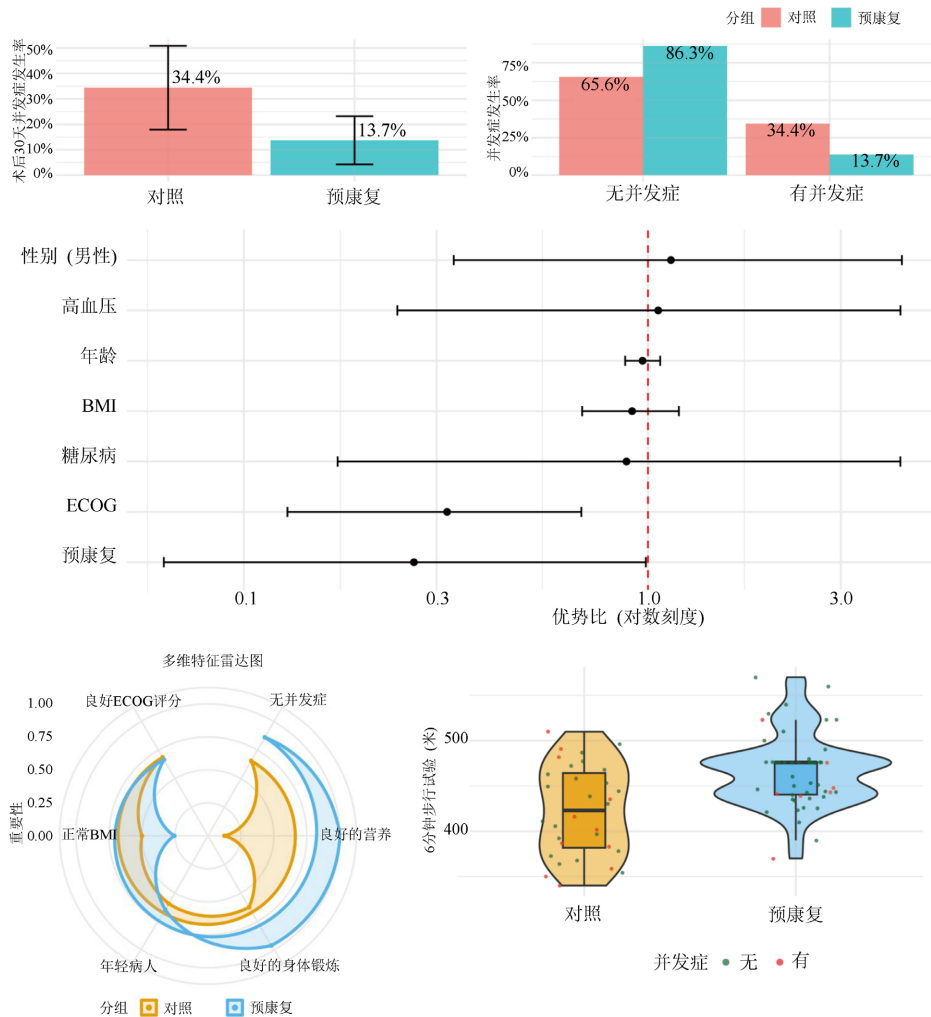 分组 对照 预康复
术后30天并发症发生率
50%
40%
30%
20%
10%
0%
34.4%
13.7%
对照 预康复
并发症发生率
75%
50%
25%
0%
65.6%
86.3%
34.4%
13.7%
无并发症 有并发症
性别 (男性)
高血压
年龄
BMI
糖尿病
ECOG
预康复
0.1 0.3 1.0 3.0
优势比 (对数刻度)
多维特征雷达图
重要性
1.00
0.75
0.50
0.25
0.00
良好ECOG评分
无并发症
正常BMI
良好的营养
年轻病人
良好的身体锻炼
分组 对照 预康复
6分钟步行试验 (米)
500
400
对照 预康复
并发症 无 有